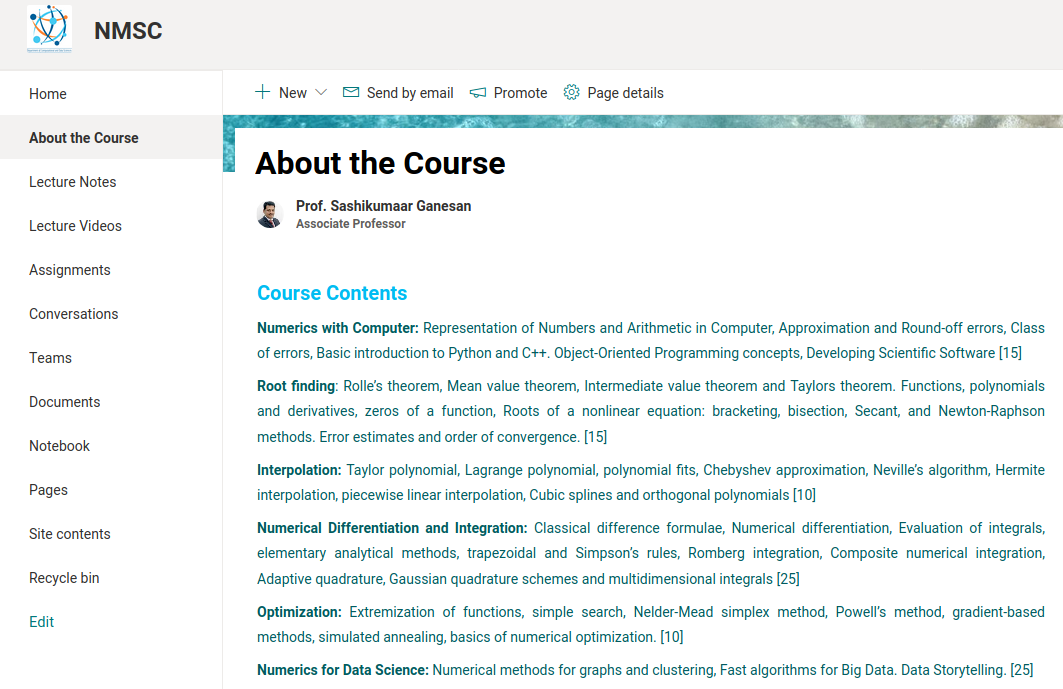 NMSC
Home
About the Course
Lecture Notes
Lecture Videos
Assignments
Conversations
Teams
Documents
Notebook
Pages
Site contents
Recycle bin
Edit
New
Send by email
Promote
Page details
About the Course
Prof. Sashikumaar Ganesan
Associate Professor
Course Contents
Numerics with Computer: Representation of Numbers and Arithmetic in Computer, Approximation and Round-off errors, Class
of errors, Basic introduction to Python and C++. Object-Oriented Programming concepts, Developing Scientific Software [15]
Root finding: Rolle's theorem, Mean value theorem, Intermediate value theorem and Taylors theorem. Functions, polynomials
and derivatives, zeros of a function, Roots of a nonlinear equation: bracketing, bisection, Secant, and Newton-Raphson
methods. Error estimates and order of convergence. [15]
Interpolation: Taylor polynomial, Lagrange polynomial, polynomial fits, Chebyshev approximation, Neville's algorithm, Hermite
interpolation, piecewise linear interpolation, Cubic splines and orthogonal polynomials [10]
Numerical Differentiation and Integration: Classical difference formulae, Numerical differentiation, Evaluation of integrals,
elementary analytical methods, trapezoidal and Simpson's rules, Romberg integration, Composite numerical integration,
Adaptive quadrature, Gaussian quadrature schemes and multidimensional integrals [25]
Optimization: Extremization of functions, simple search, Nelder-Mead simplex method, Powell's method, gradient-based
methods, simulated annealing, basics of numerical optimization. [10]
Numerics for Data Science: Numerical methods for graphs and clustering, Fast algorithms for Big Data. Data Storytelling. [25]